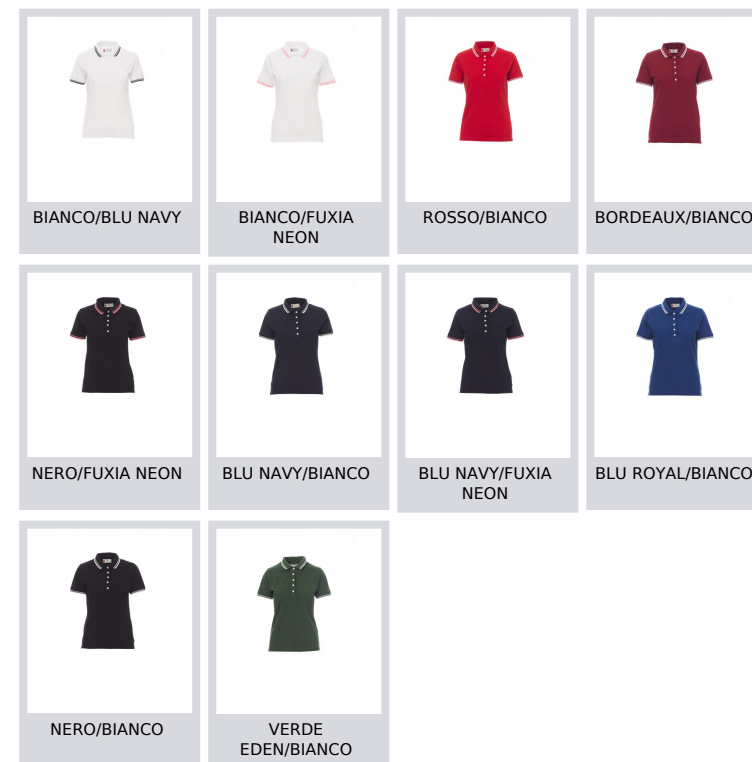 BIANCO/BLU NAVY
BIANCO/FUXIA
NEON
ROSSO/BIANCO
BORDEAUX/BIANCO
NERO/FUXIA NEON
BLU NAVY/BIANCO
BLU NAVY/FUXIA
NEON
BLU ROYAL/BIANCO
NERO/BIANCO
VERDE
EDEN/BIANCO